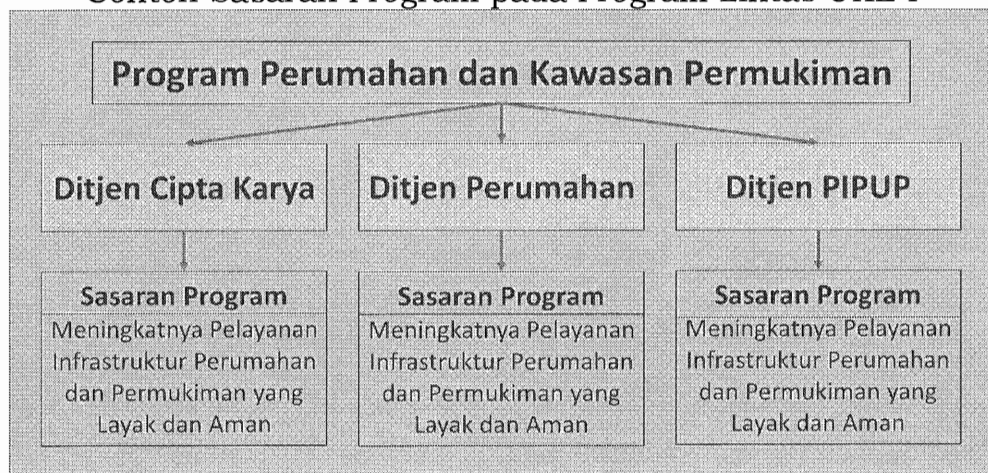 Program Perumahan dan Kawasan Permukiman
Ditjen Cipta Karya
Ditjen Perumahan
Ditjen PIPUP
Sasaran Program
Meningkatnya Pelayanan
Infrastruktur Perumahan
dan Permukiman yang
Layak dan Aman
Sasaran Program
Meningkatnya Pelayanan
Infrastruktur Perumahan
dan Permukiman yang
Layak dan Aman
Sasaran Program
Meningkatnya Pelayanan
Infrastruktur Perumahan
dan Permukiman yang
Layak dan Aman